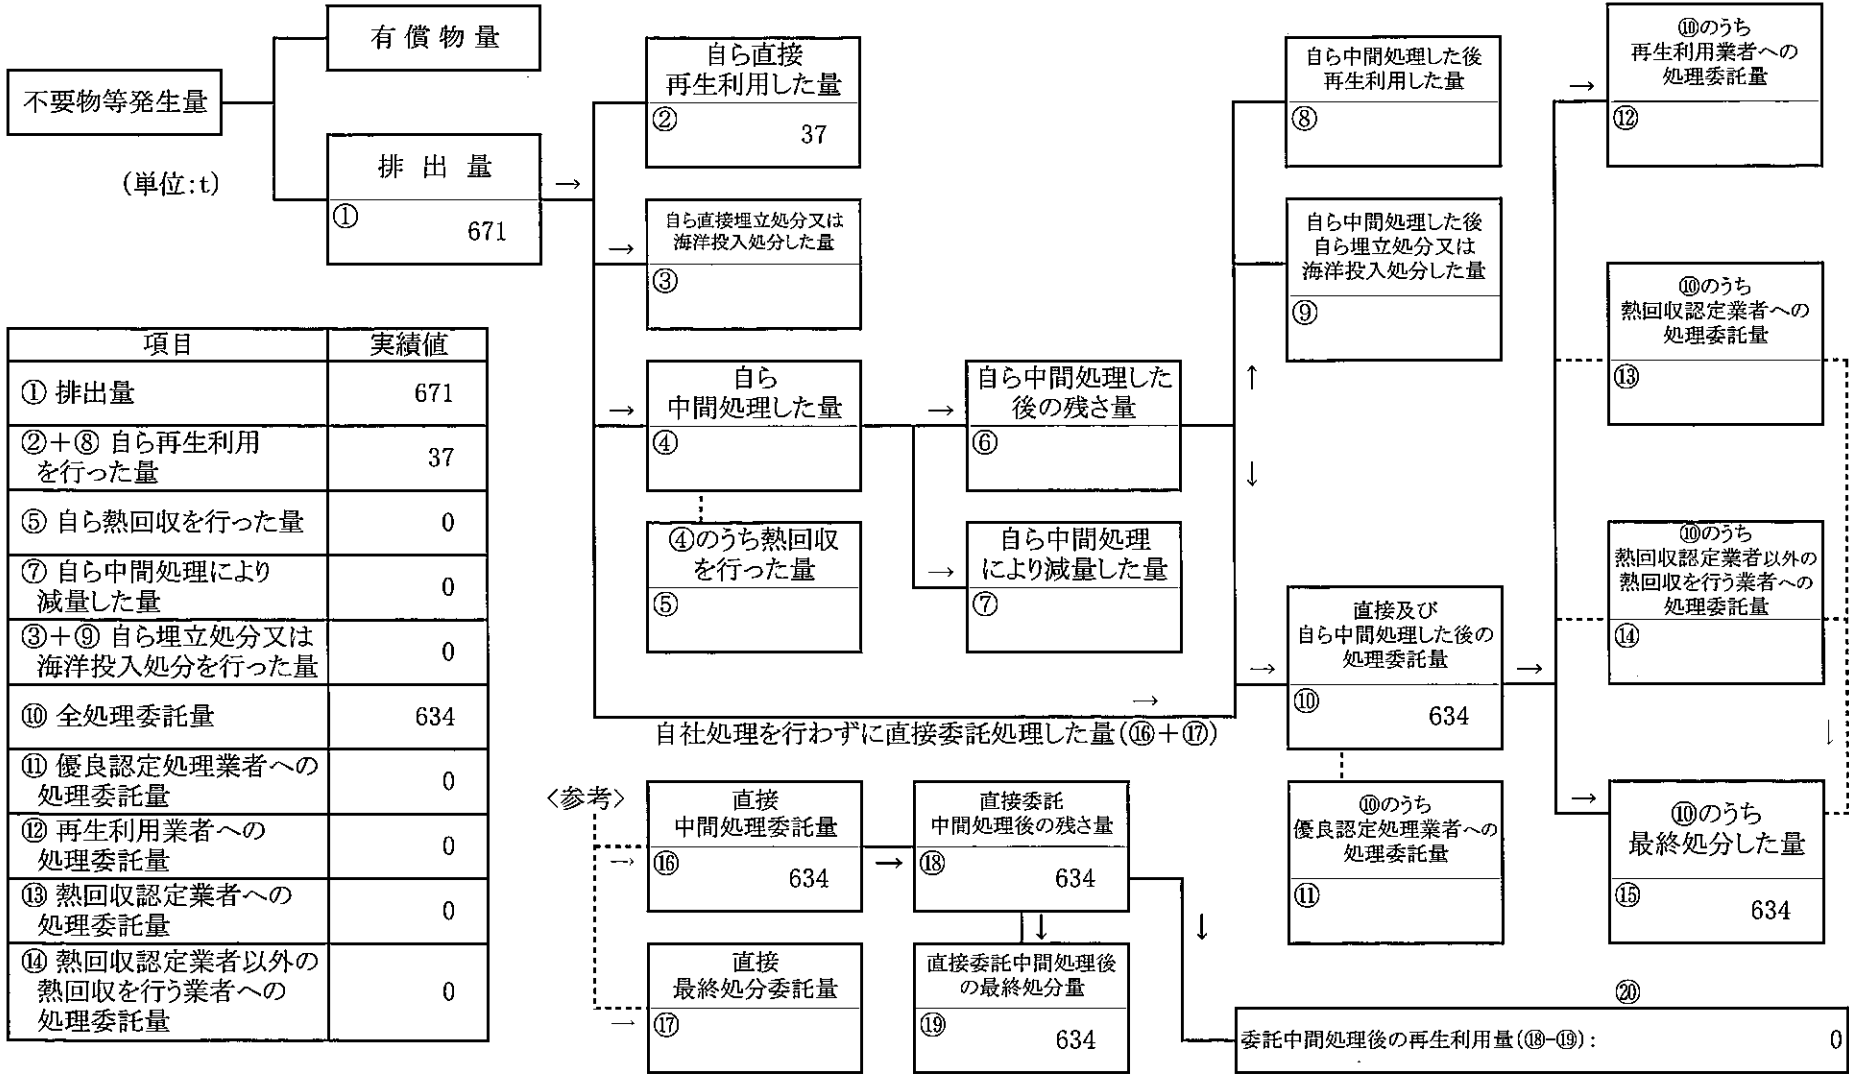 有償物量
不要物等発生量
(単位:t)
排出量
①
671
自ら直接
再生利用した量
②
37
→
自ら直接埋立処分又は
海洋投入処分した量
→
③
自ら
中間処理した量
→
④
④のうち熱回収
を行った量
⑤
自ら中間処理した
後の残さ量
→
⑥
自ら中間処理
により減量した量
→
⑦
自ら中間処理した後
再生利用した量
⑧
自ら中間処理した後
自ら埋立処分又は
海洋投入処分した量
⑨
↑
↓
直接及び
自ら中間処理した後の
処理委託量
→
⑩
634
→
自社処理を行わずに直接委託処理した量(⑯+⑰)
⑩のうち
優良認定処理業者への
処理委託量
⑪
⑩のうち
再生利用業者への
処理委託量
→
⑫
⑩のうち
熱回収認定業者への
処理委託量
⑬
⑩のうち
熱回収認定業者以外の
熱回収を行う業者への
処理委託量
→
⑭
↓
⑩のうち
最終処分した量
→
⑮
634
項目 実績値
① 排出量 671
②+⑧ 自ら再生利用
を行った量 37
⑤ 自ら熱回収を行った量 0
⑦ 自ら中間処理により
減量した量 0
③+⑨ 自ら埋立処分又は
海洋投入処分を行った量 0
⑩ 全処理委託量 634
⑪ 優良認定処理業者への
処理委託量 0
⑫ 再生利用業者への
処理委託量 0
⑬ 熱回収認定業者への
処理委託量 0
⑭ 熱回収認定業者以外の
熱回収を行う業者への
処理委託量 0
<参考>
直接
中間処理委託量
→
⑯
634
直接
最終処分委託量
→
⑰
直接委託
中間処理後の残さ量
→
⑱
634
↓
↓
直接委託中間処理後
の最終処分量
⑲
634
⑳
委託中間処理後の再生利用量(⑱-⑲): 0